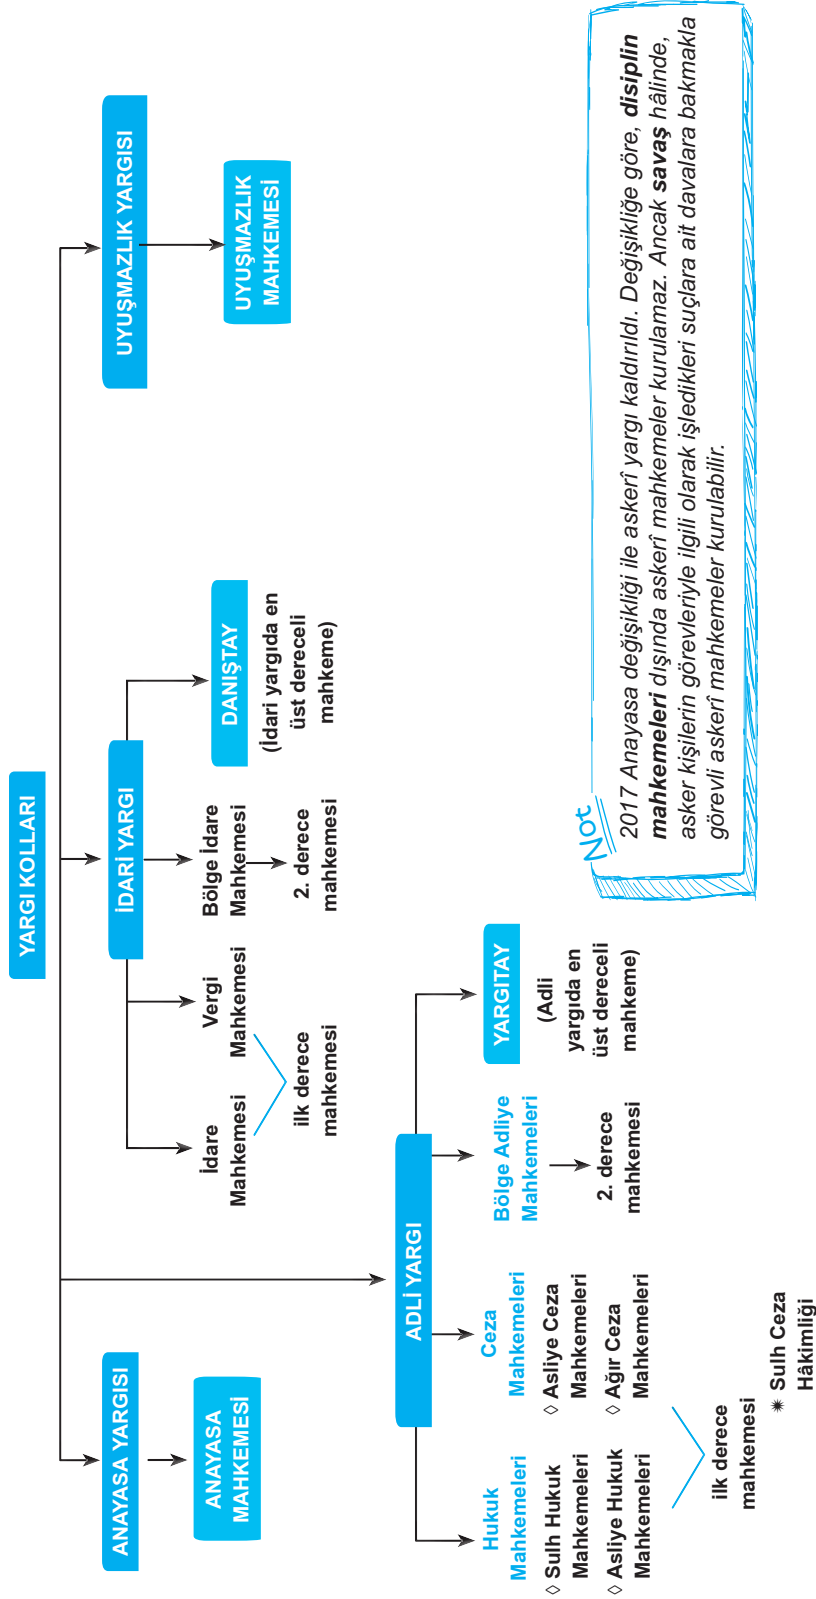 YARGI KOLLARI
ANAYASA YARGISI
ANAYASA
MAHKEMESİ
İDARİ YARGI
İdare
Mahkemesi
Vergi
Mahkemesi
ilk derece
mahkemesi
Bölge İdare
Mahkemesi
2. derece
mahkemesi
DANIŞTAY
(İdari yargıda en
üst dereceli
mahkeme)
UYUŞMAZLIK YARGISI
UYUŞMAZLIK
MAHKEMESİ
ADLİ YARGI
Hukuk
Mahkemeleri
◊ Sulh Hukuk
Mahkemeleri
◊ Asliye Hukuk
Mahkemeleri
Ceza
Mahkemeleri
◊ Asliye Ceza
Mahkemeleri
◊ Ağır Ceza
Mahkemeleri
ilk derece
mahkemesi
✷ Sulh Ceza
Hâkimliği
Bölge Adliye
Mahkemeleri
2. derece
mahkemesi
YARGITAY
(Adli
yargıda en
üst dereceli
mahkeme)
Not
2017 Anayasa değişikliği ile askerî yargı kaldırıldı. Değişikliğe göre, disiplin
mahkemeleri dışında askerî mahkemeler kurulamaz. Ancak savaş hâlinde,
asker kişilerin görevleriyle ilgili olarak işledikleri suçlara ait davalara bakmakla
görevli askerî mahkemeler kurulabilir.